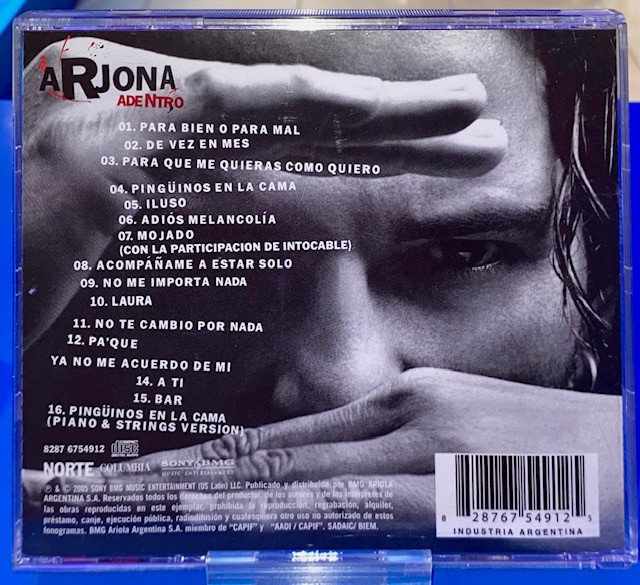 ARJONA
ADENTRO
01. PARA BIEN O PARA MAL
02. DE VEZ EN MES
03. PARA QUE ME QUIERAS COMO QUIERO
04. PINGÜINOS EN LA CAMA
05. ILUSO
06. ADIÓS MELANCOLÍA
07. MOJADO
(CON LA PARTICIPACION DE INTOCABLE)
08. ACOMPÁÑAME A ESTAR SOLO
09. NO ME IMPORTA NADA
10. LAURA
11. NO TE CAMBIO POR NADA
12. PA'QUE
YA NO ME ACUERDO DE MI
14. A TI
15. BAR
16. PINGÜINOS EN LA CAMA
(PIANO & STRINGS VERSION)
8287 6754912 COMPACT disc DIGITAL AUDIO
NORTE COLUMBIA SONY BMG
MUSIC ENTERTAINMENT
℗ & © 2005 SONY BMG MUSIC ENTERTAINMENT (US Latin) LLC. Publicado y distribuido por BMG ARIOLA
ARGENTINA S.A. Reservados todos los derechos del productor, de los autores y de los intérpretes de
las obras reproducidas en este ejemplar, prohibida la reproducción, regrabación, alquiler,
préstamo, canje, ejecución pública, radiodifusión y cualesquiera otro uso no autorizado de estos
fonogramas. BMG Ariola Argentina S.A. miembro de "CAPIF" y "AADI / CAPIF", SADAIC/ BIEM.
8 28767 54912 5
INDUSTRIA ARGENTINA